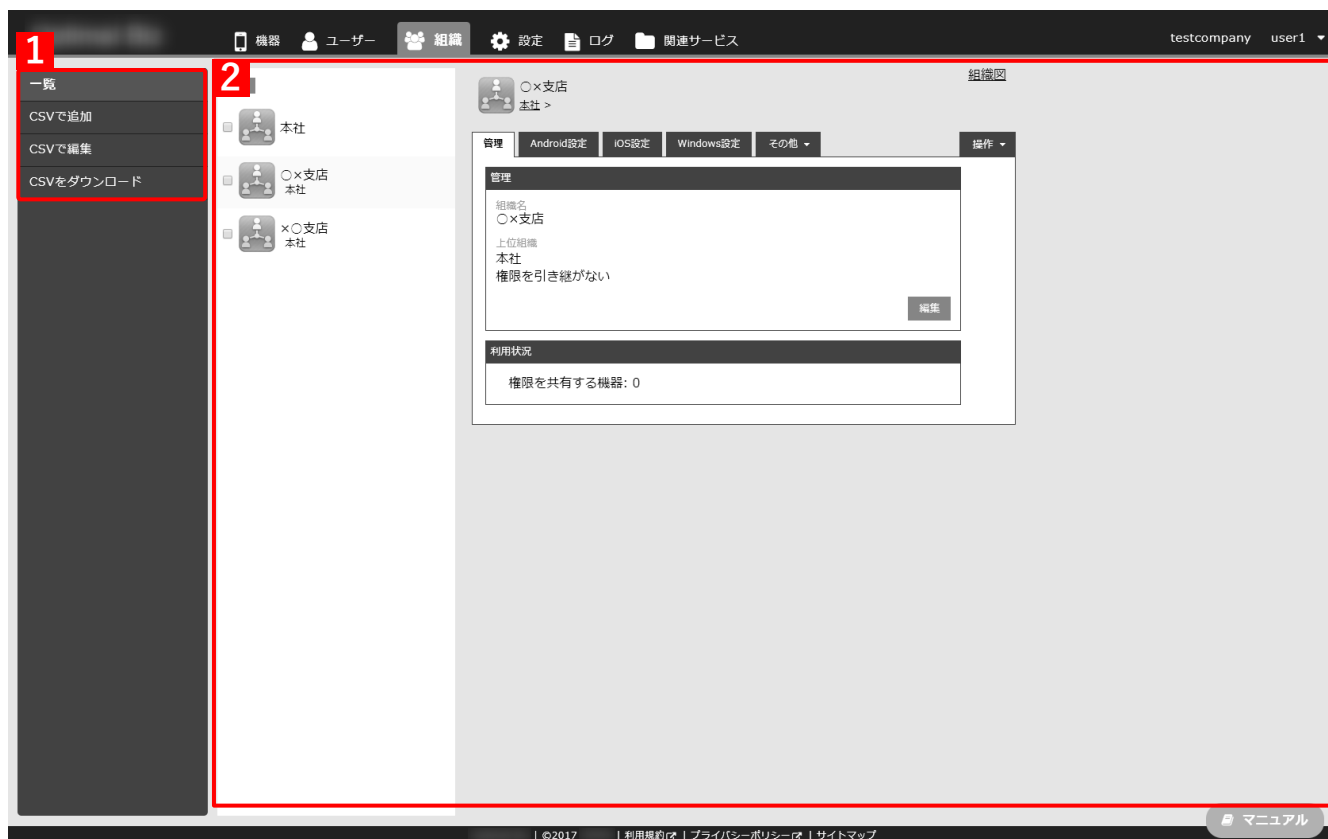 機器 ユーザー 組織 設定 ログ 関連サービス testcompany user1
1
一覧
CSVで追加
CSVで編集
CSVをダウンロード
2
本社
○×支店
本社
×○支店
本社
○×支店
本社 >
組織図
管理 Android設定 iOS設定 Windows設定 その他 操作
管理
組織名
○×支店
上位組織
本社
権限を引き継がない
編集
利用状況
権限を共有する機器: 0
マニュアル
| ©2017 | 利用規約 | プライバシーポリシー | サイトマップ